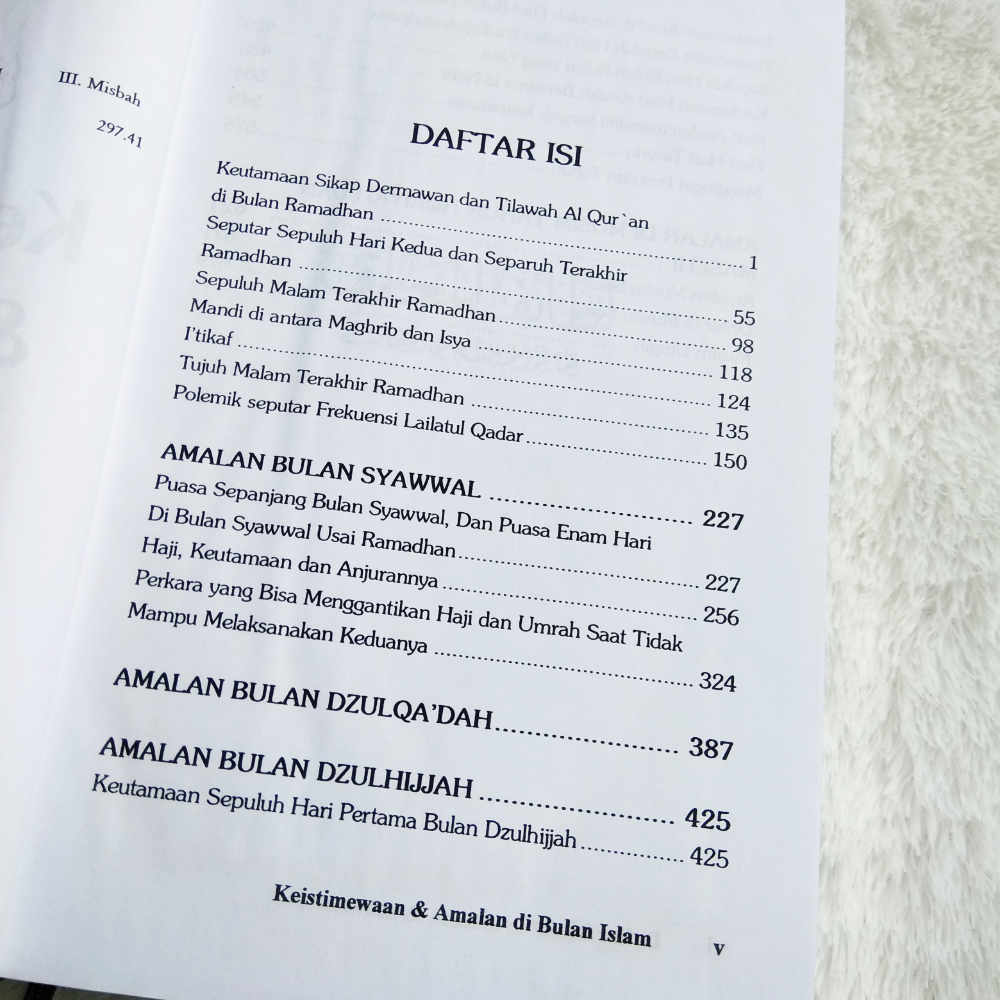 III. Misbah
297.41
DAFTAR ISI
Keutamaan Sikap Dermawan dan Tilawah Al Qur`an
di Bulan Ramadhan ........................................................ 1
Seputar Sepuluh Hari Kedua dan Separuh Terakhir
Ramadhan ........................................................ 55
Sepuluh Malam Terakhir Ramadhan ........................................ 98
Mandi di antara Maghrib dan Isya ........................................ 118
I'tikaf ........................................................ 124
Tujuh Malam Terakhir Ramadhan ........................................ 135
Polemik seputar Frekuensi Lailatul Qadar ................................ 150
AMALAN BULAN SYAWWAL ................................ 227
Puasa Sepanjang Bulan Syawwal, Dan Puasa Enam Hari
Di Bulan Syawwal Usai Ramadhan ........................................ 227
Haji, Keutamaan dan Anjurannya ........................................ 256
Perkara yang Bisa Menggantikan Haji dan Umrah Saat Tidak
Mampu Melaksanakan Keduanya ........................................ 324
AMALAN BULAN DZULQA'DAH ........................ 387
AMALAN BULAN DZULHIJJAH ........................ 425
Keutamaan Sepuluh Hari Pertama Bulan Dzulhijjah ................ 425
Keistimewaan & Amalan di Bulan Islam v